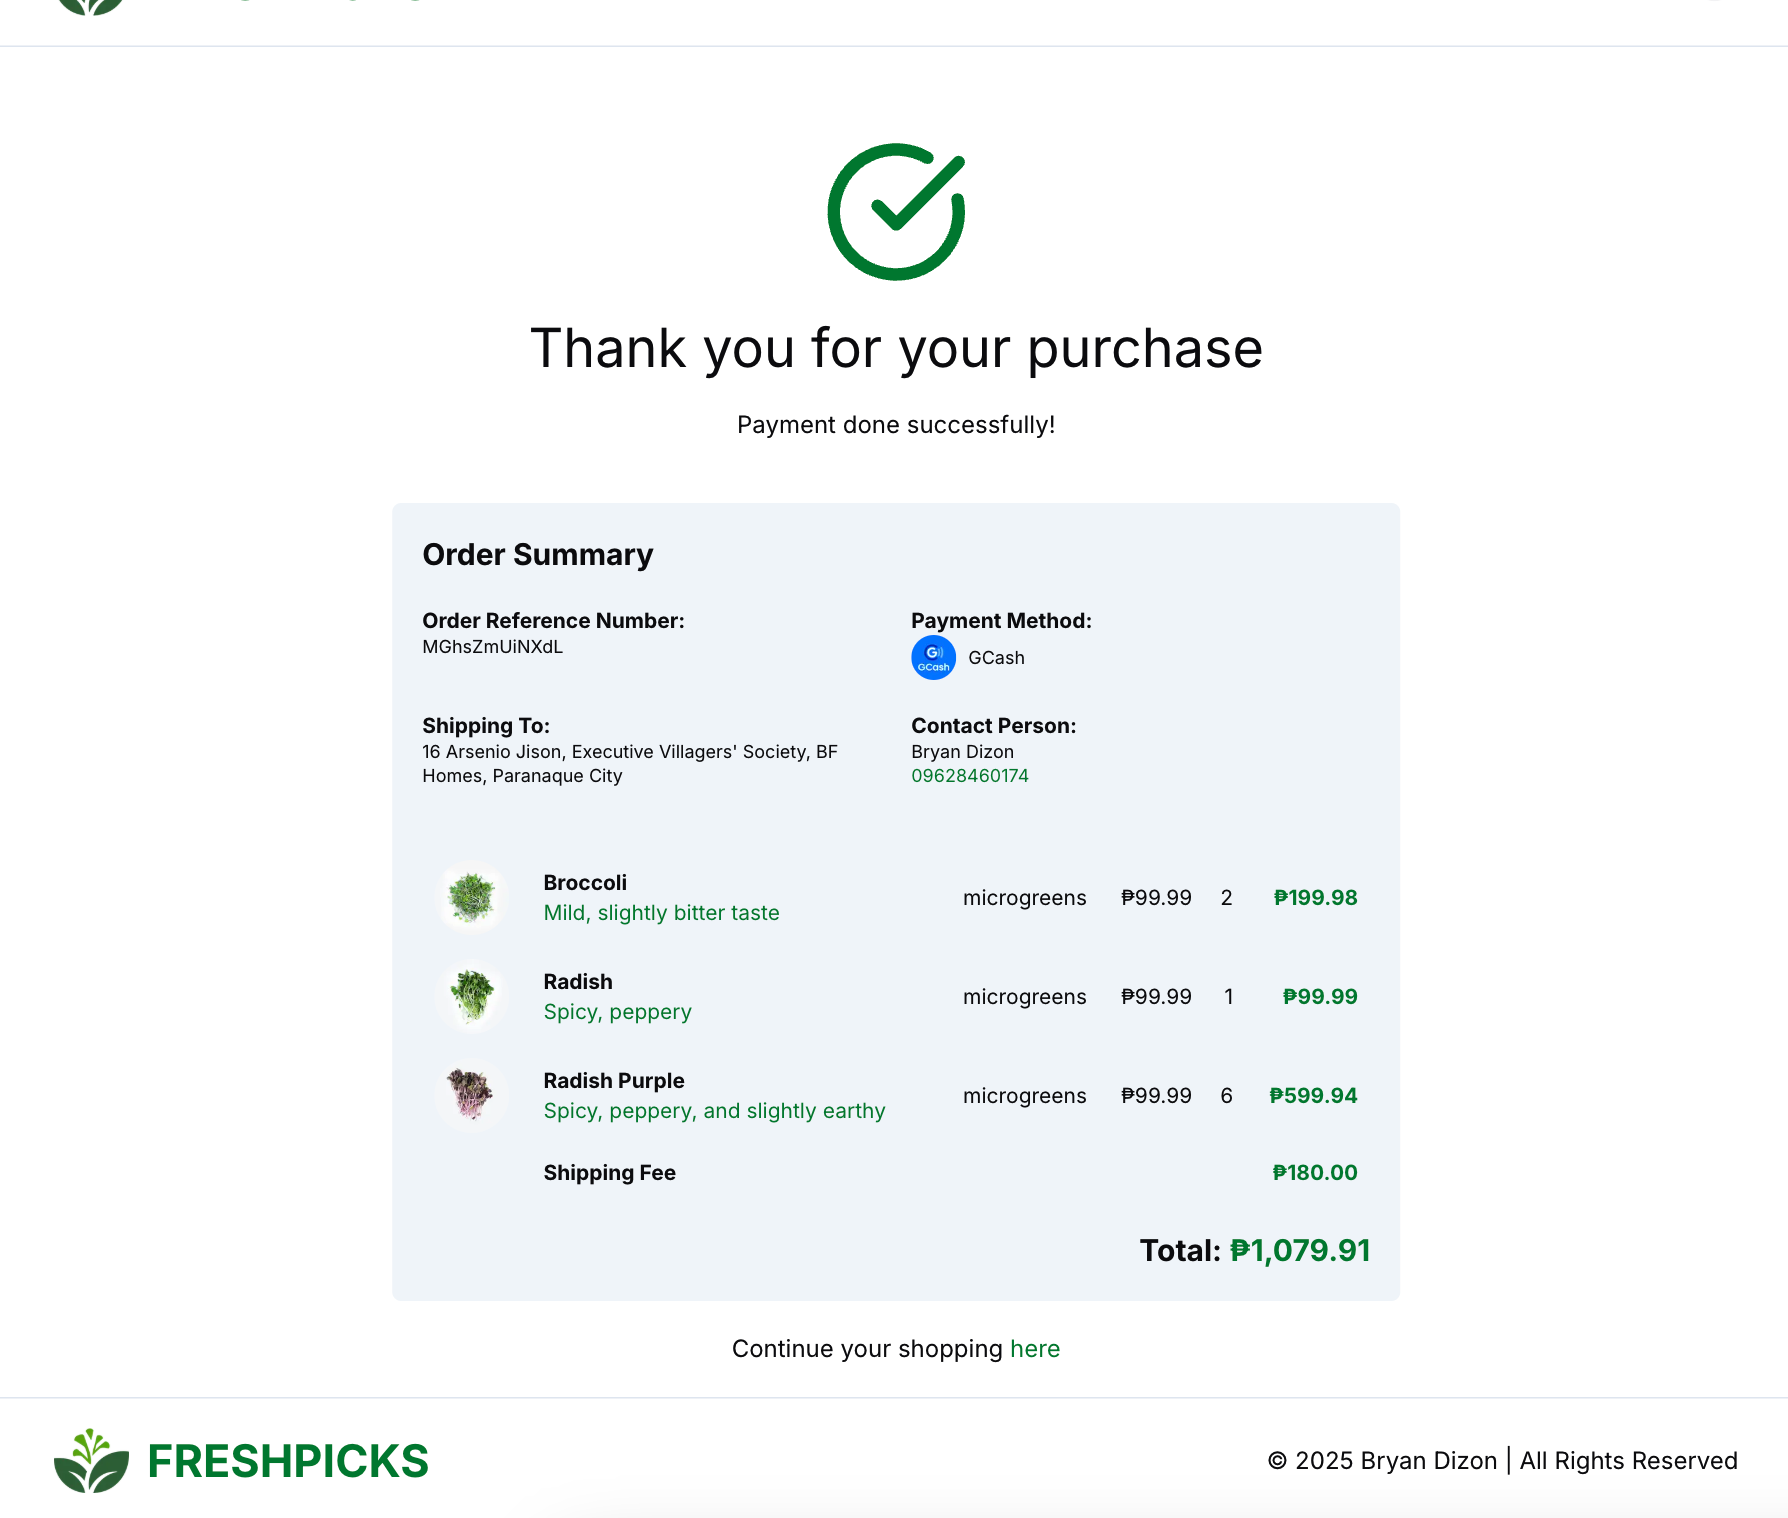 Thank you for your purchase
Payment done successfully!
Order Summary
Order Reference Number:
MGhsZmUiNXdL
Payment Method:
G
GCash
GCash
Shipping To:
16 Arsenio Jison, Executive Villagers' Society, BF
Homes, Paranaque City
Contact Person:
Bryan Dizon
09628460174
Broccoli
Mild, slightly bitter taste
microgreens ₱99.99 2 ₱199.98
Radish
Spicy, peppery
microgreens ₱99.99 1 ₱99.99
Radish Purple
Spicy, peppery, and slightly earthy
microgreens ₱99.99 6 ₱599.94
Shipping Fee ₱180.00
Total: ₱1,079.91
Continue your shopping here
FRESHPICKS
© 2025 Bryan Dizon | All Rights Reserved